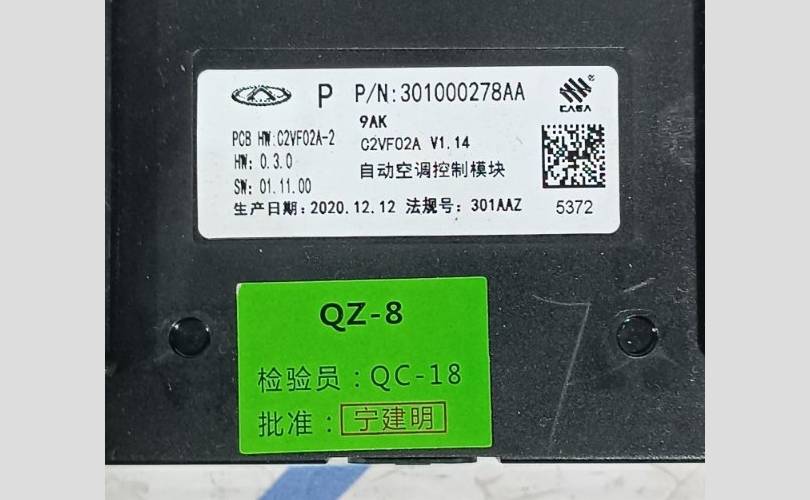 P P/N:301000278AA
9AK
PCB HW:C2VF02A-2
C2VF02A V1.14
HW: 0.3.0
自动空调控制模块
SW: 01.11.00
生产日期:2020.12.12 法规号: 301AAZ
CAEA
5372
QZ-8
检验员:QC-18
批准:宁建明